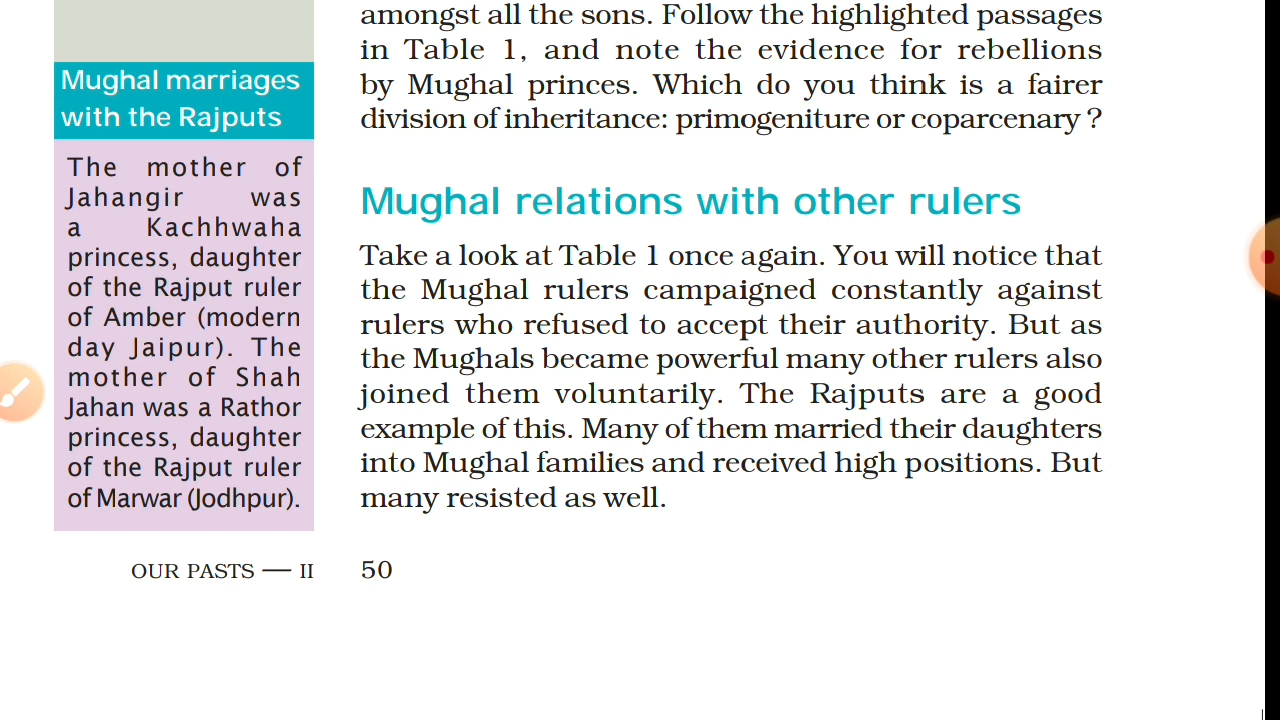 amongst all the sons. Follow the highlighted passages
in Table 1, and note the evidence for rebellions
by Mughal princes. Which do you think is a fairer
division of inheritance: primogeniture or coparcenary ?
Mughal marriages
with the Rajputs
The mother of
Jahangir was
a Kachhwaha
princess, daughter
of the Rajput ruler
of Amber (modern
day Jaipur). The
mother of Shah
Jahan was a Rathor
princess, daughter
of the Rajput ruler
of Marwar (Jodhpur).
Mughal relations with other rulers
Take a look at Table 1 once again. You will notice that
the Mughal rulers campaigned constantly against
rulers who refused to accept their authority. But as
the Mughals became powerful many other rulers also
joined them voluntarily. The Rajputs are a good
example of this. Many of them married their daughters
into Mughal families and received high positions. But
many resisted as well.
OUR PASTS — II 50